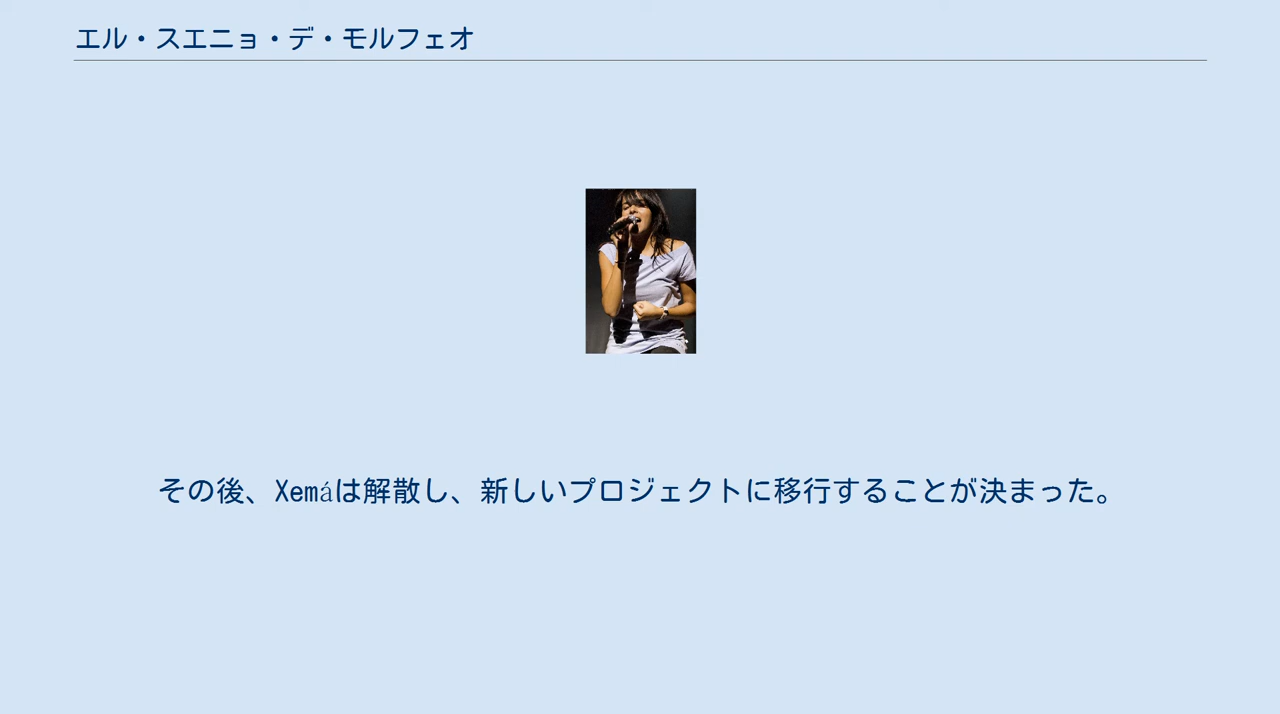 エル・スエニョ・デ・モルフェオ
その後、Xemáは解散し、新しいプロジェクトに移行することが決まった。